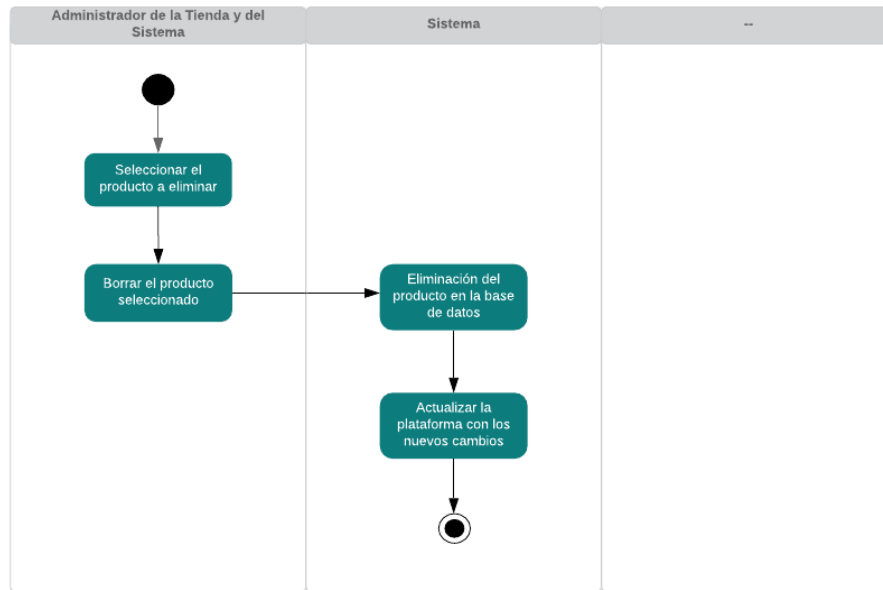 Administrador de la Tienda y del
Sistema
Sistema
--
Seleccionar el
producto a eliminar
Borrar el producto
seleccionado
Eliminación del
producto en la base
de datos
Actualizar la
plataforma con los
nuevos cambios